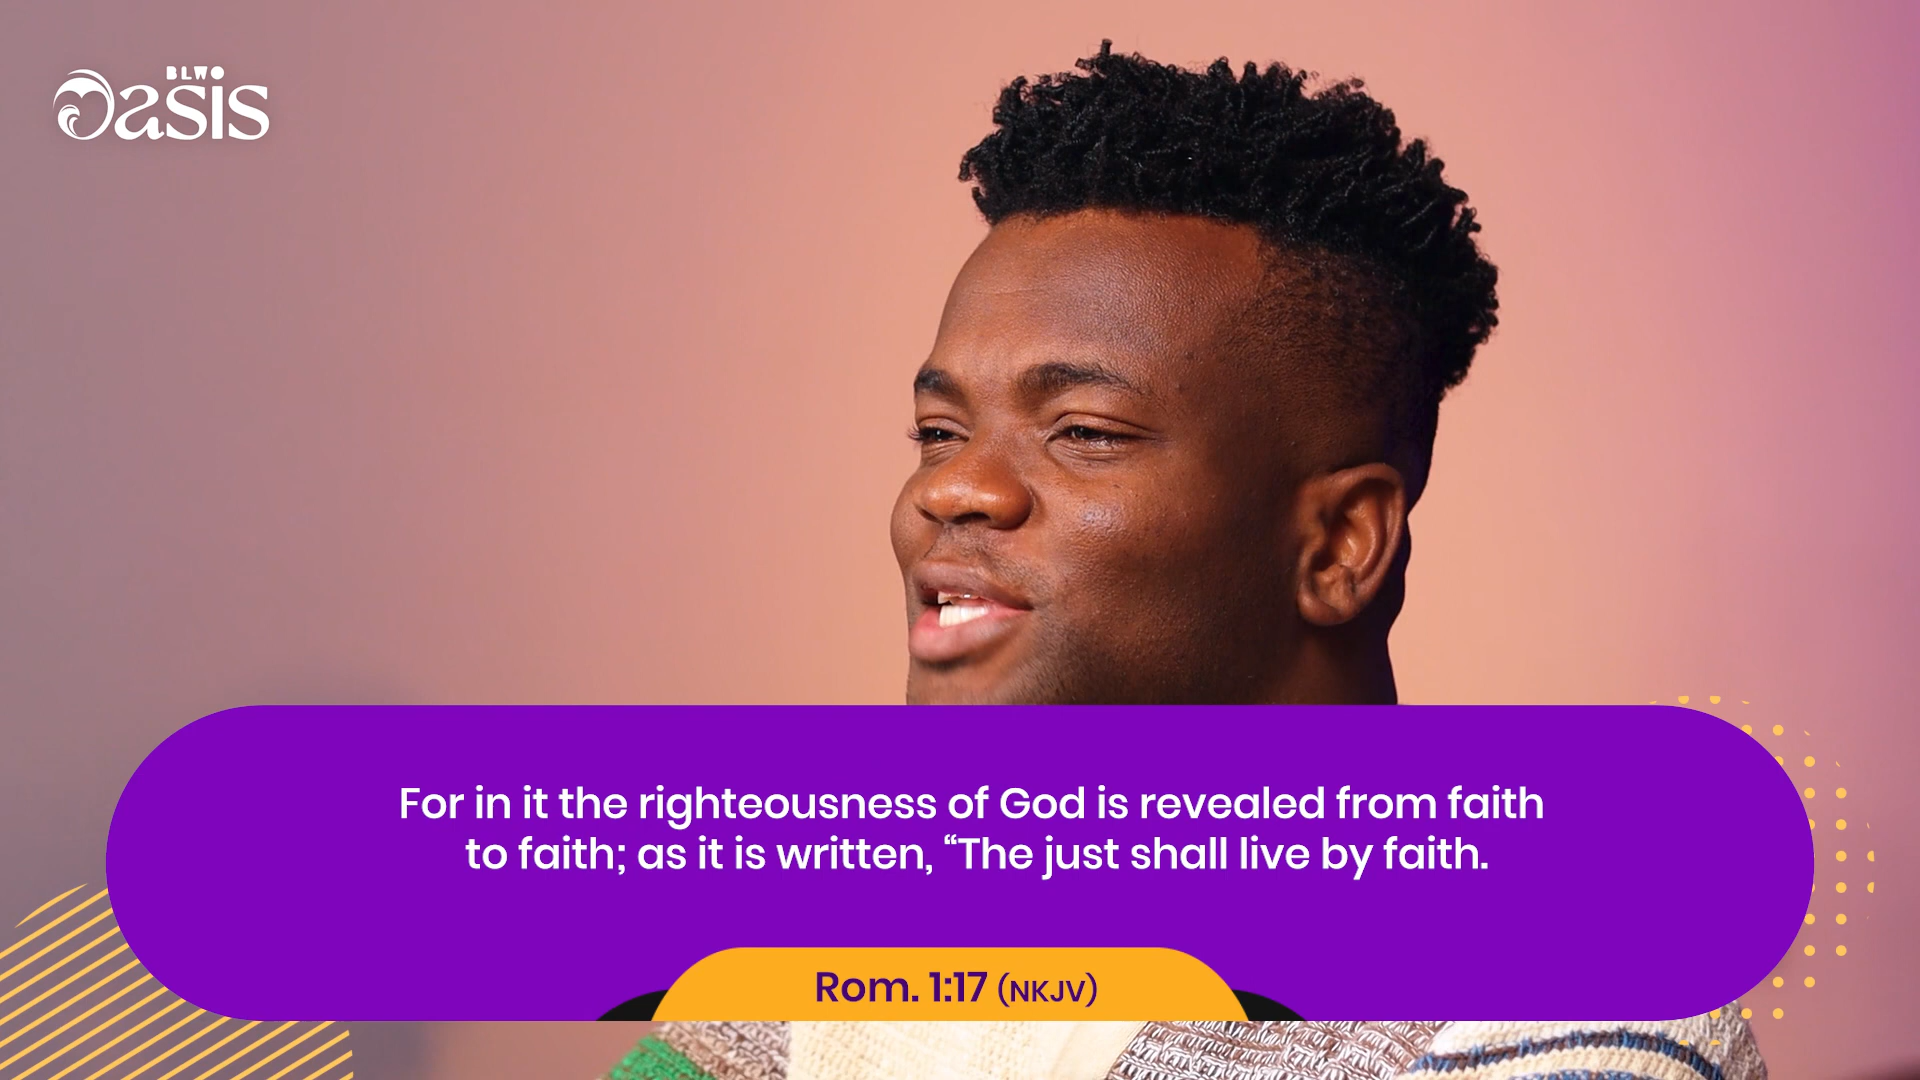 BLWO
Oasis
For in it the righteousness of God is revealed from faith
to faith; as it is written, “The just shall live by faith.
Rom. 1:17 (NKJV)